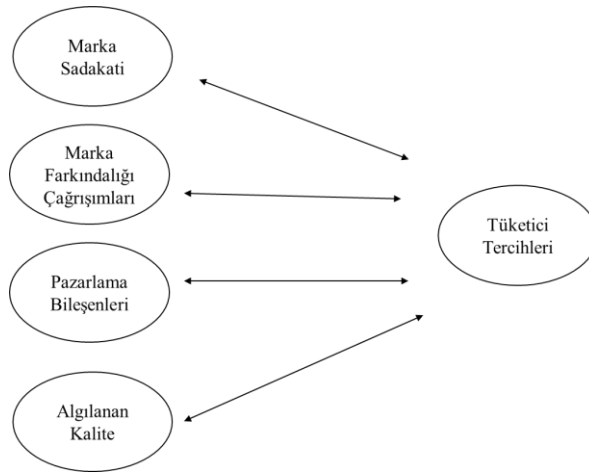 Marka
Sadakati
Marka
Farkındalığı
Çağrışımları
Pazarlama
Bileşenleri
Algılanan
Kalite
Tüketici
Tercihleri